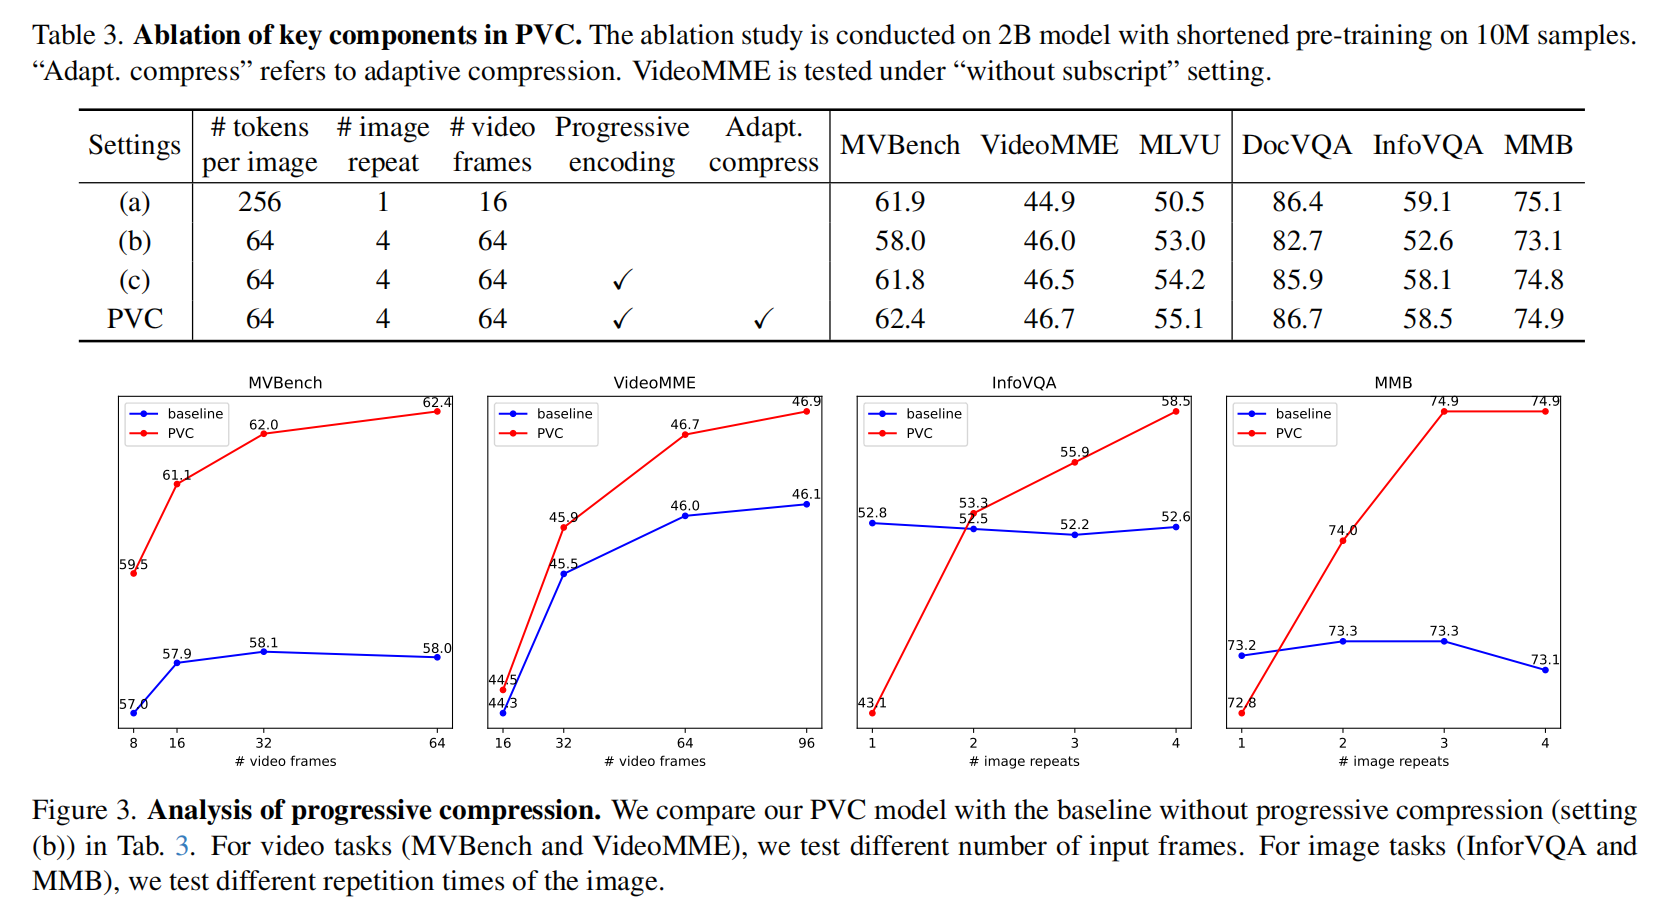 Table 3. Ablation of key components in PVC. The ablation study is conducted on 2B model with shortened pre-training on 10M samples.
“Adapt. compress” refers to adaptive compression. VideoMME is tested under “without subscript” setting.
Settings # tokens per image # image repeat # video frames Progressive encoding Adapt. compress MVBench VideoMME MLVU DocVQA InfoVQA MMB
(a) 256 1 16 61.9 44.9 50.5 86.4 59.1 75.1
(b) 64 4 64 58.0 46.0 53.0 82.7 52.6 73.1
(c) 64 4 64 ✓ 61.8 46.5 54.2 85.9 58.1 74.8
PVC 64 4 64 ✓ ✓ 62.4 46.7 55.1 86.7 58.5 74.9
MVBench
baseline
PVC
59.5 61.1 62.0 62.4
57.0 57.9 58.1 58.0
8 16 32 64
# video frames
VideoMME
baseline
PVC
44.5 45.9 46.7 46.9
44.3 45.5 46.0 46.1
16 32 64 96
# video frames
InfoVQA
baseline
PVC
43.1 53.3 55.9 58.5
52.8 52.5 52.2 52.6
1 2 3 4
# image repeats
MMB
baseline
PVC
72.8 74.0 74.9 74.9
73.2 73.3 73.3 73.1
1 2 3 4
# image repeats
Figure 3. Analysis of progressive compression. We compare our PVC model with the baseline without progressive compression (setting
(b)) in Tab. 3. For video tasks (MVBench and VideoMME), we test different number of input frames. For image tasks (InforVQA and
MMB), we test different repetition times of the image.